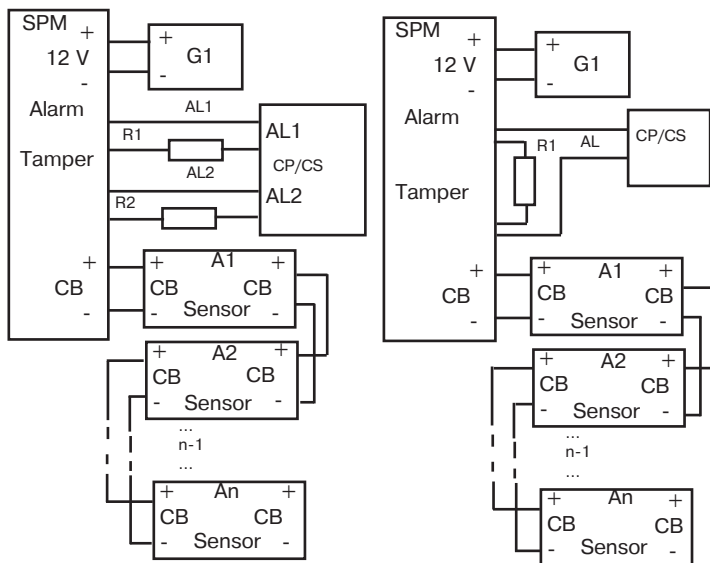 SPM
+
12 V
-
Alarm
Tamper
+
CB
-
+
G1
-
AL1
R1
AL2
R2
AL1
CP/CS
AL2
+ A1 +
CB CB
- Sensor -
+ A2 +
CB CB
- Sensor -
...
n-1
...
+ An +
CB CB
- Sensor -
SPM
+
12 V
-
Alarm
Tamper
+
CB
-
+
G1
-
R1
AL
CP/CS
+ A1 +
CB CB
- Sensor -
+ A2 +
CB CB
- Sensor -
...
n-1
...
+ An +
CB CB
- Sensor -